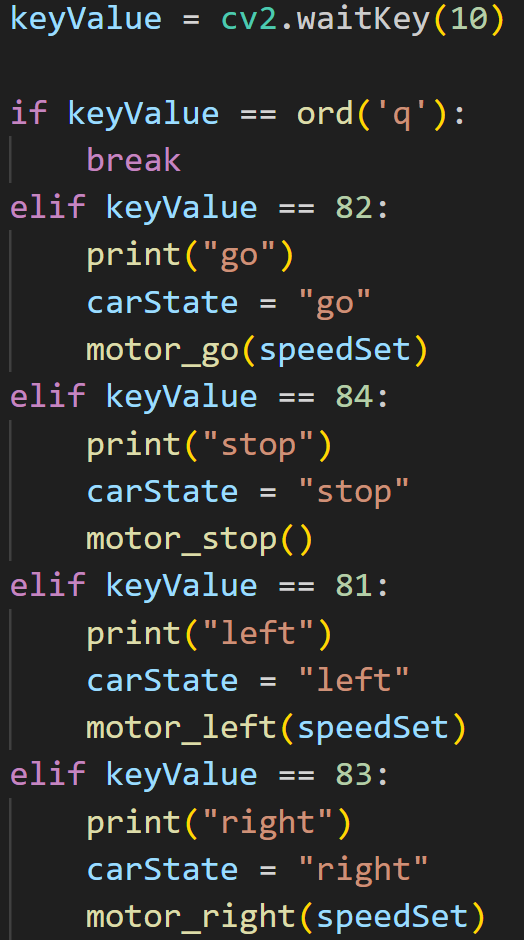 keyValue = cv2.waitKey(10)

if keyValue == ord('q'):
    break
elif keyValue == 82:
    print("go")
    carState = "go"
    motor_go(speedSet)
elif keyValue == 84:
    print("stop")
    carState = "stop"
    motor_stop()
elif keyValue == 81:
    print("left")
    carState = "left"
    motor_left(speedSet)
elif keyValue == 83:
    print("right")
    carState = "right"
    motor_right(speedSet)